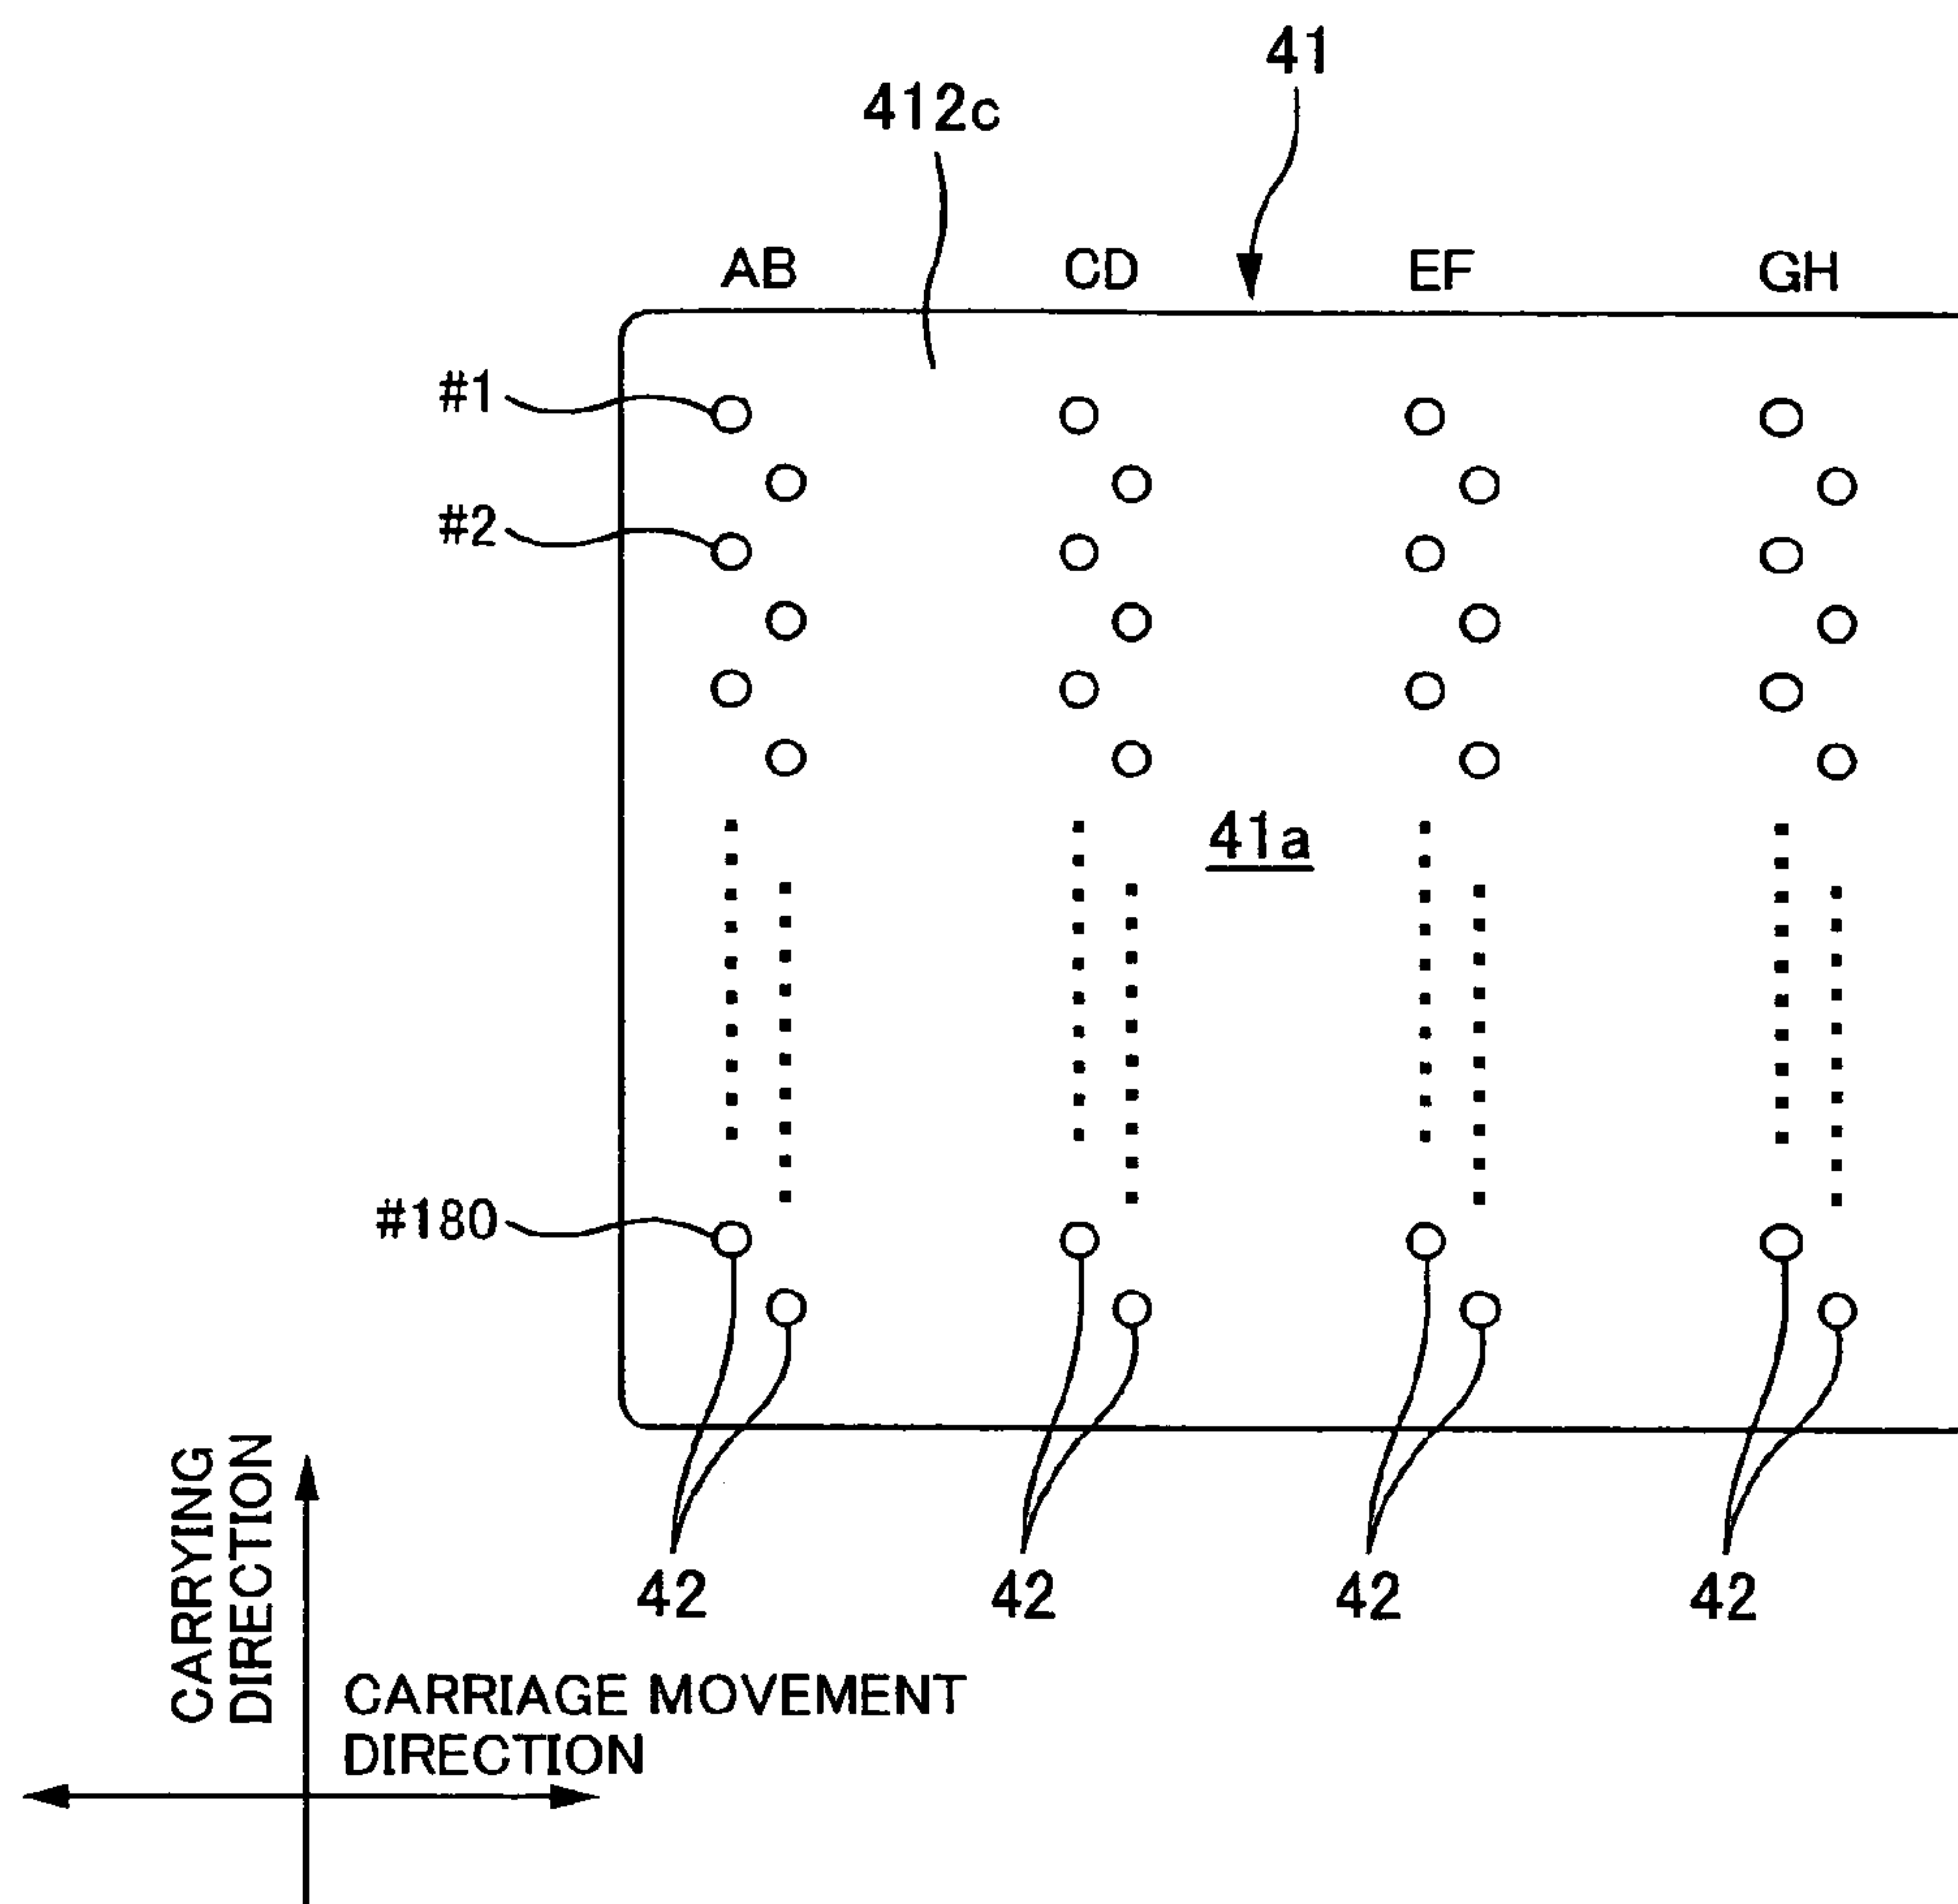 41
412c
AB CD EF GH
#1
#2
41a
#180
42 42 42 42
CARRYING
DIRECTION
CARRIAGE MOVEMENT
DIRECTION